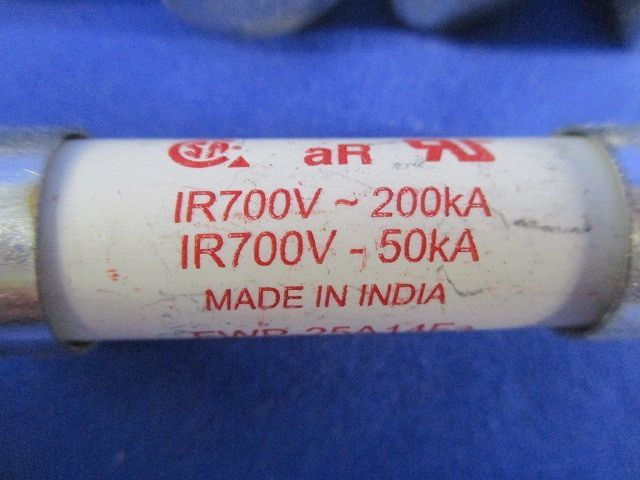 aR
IR700V ~ 200kA
IR700V - 50kA
MADE IN INDIA